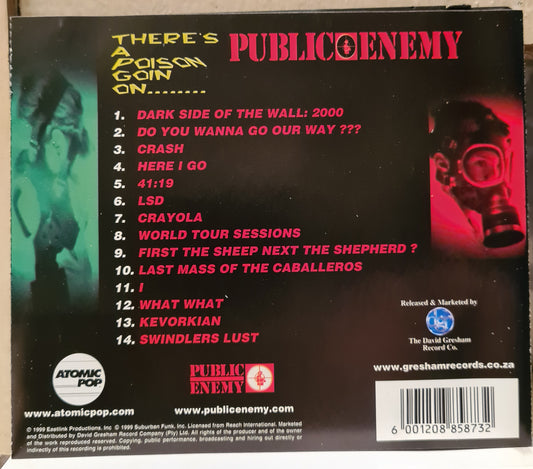 THERE'S
A
POISON
GOIN
ON........
PUBLIC ENEMY
1. DARK SIDE OF THE WALL: 2000
2. DO YOU WANNA GO OUR WAY ???
3. CRASH
4. HERE I GO
5. 41:19
6. LSD
7. CRAYOLA
8. WORLD TOUR SESSIONS
9. FIRST THE SHEEP NEXT THE SHEPHERD ?
10. LAST MASS OF THE CABALLEROS
11. I
12. WHAT WHAT
13. KEVORKIAN
14. SWINDLERS LUST
Released & Marketed by
The David Gresham
Record Co.
www.greshamrecords.co.za
ATOMIC
POP
www.atomicpop.com
PUBLIC
ENEMY
www.publicenemy.com
6 001208 858732
© 1999 Eastlink Productions, Inc © 1999 Suburban Funk, Inc. Licensed from Reach International. Marketed
and Distributed by David Gresham Record Company (Pty) Ltd. All rights of the producer and of the owner
of the work reproduced reserved. Copying, public performance, broadcasting and hiring out directly or
indirectly of this recording is prohibited.